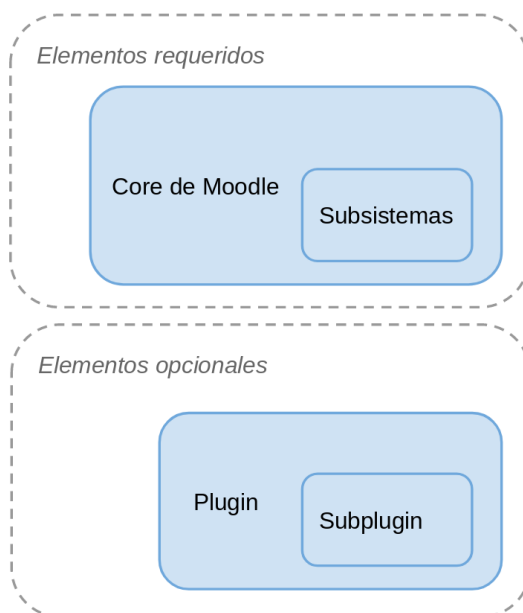 Elementos requeridos
Core de Moodle
Subsistemas
Elementos opcionales
Plugin
Subplugin